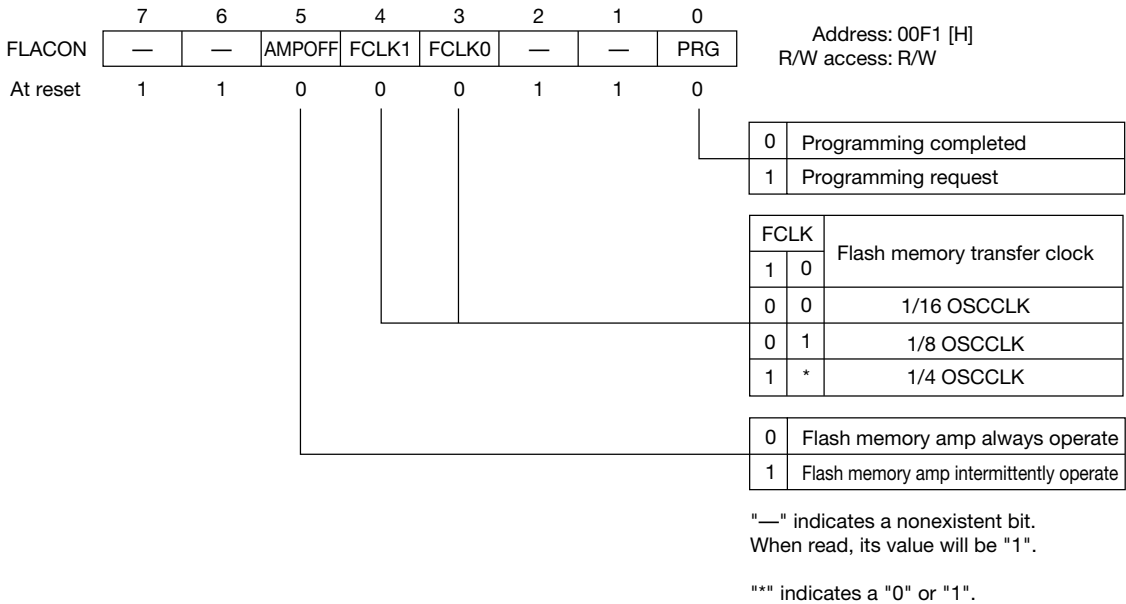 7 6 5 4 3 2 1 0
FLACON — — AMPOFF FCLK1 FCLK0 — — PRG
At reset 1 1 0 0 0 1 1 0
Address: 00F1 [H]
R/W access: R/W
0 Programming completed
1 Programming request
FCLK Flash memory transfer clock
1 0
0 0 1/16 OSCCLK
0 1 1/8 OSCCLK
1 * 1/4 OSCCLK
0 Flash memory amp always operate
1 Flash memory amp intermittently operate
"—" indicates a nonexistent bit.
When read, its value will be "1".
"*" indicates a "0" or "1".